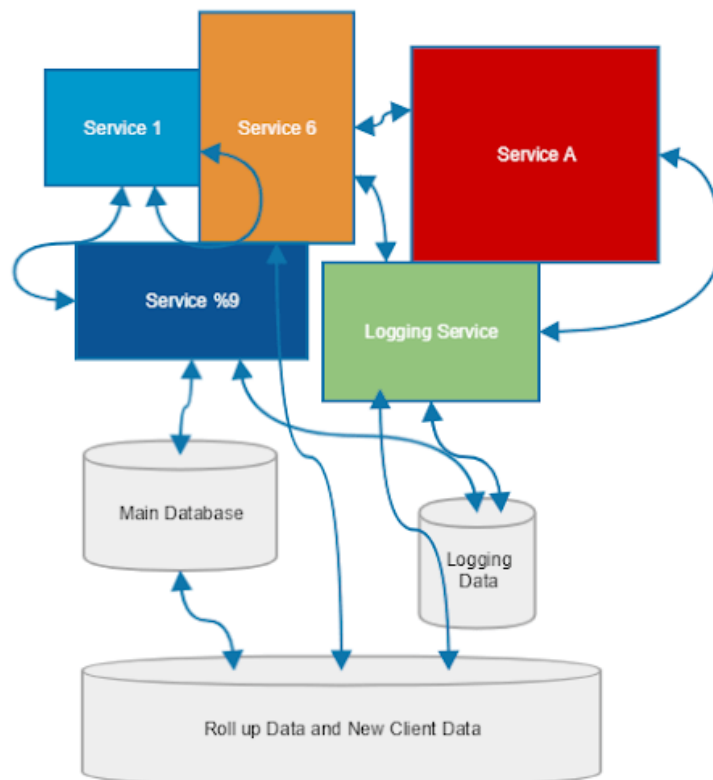 Service 1
Service 6
Service A
Service %9
Logging Service
Main Database
Logging
Data
Roll up Data and New Client Data